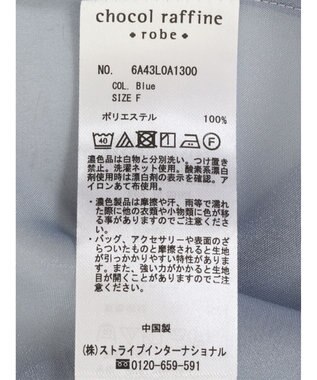 chocol raffine
• robe •
NO. 6A43L0A1300
COL. Blue
SIZE F
ポリエステル 100%
40
濃色品は白物と分別洗い。つけ置き
禁止。洗濯ネット使用。酸素系漂白
剤使用時は漂白剤の表示を確認。ア
イロンあて布使用。
・濃色製品は摩擦や汗、雨等で濡れ
た際に他の衣類や小物類に色が移
る事がありますのでご注意くださ
い。
・バッグ、アクセサリーや表面のざ
らついたもの と摩擦されると生地
が引っかかりやすい特性がありま
す。また、強い力がかかると生地
目が開くことがありますのでご注
意ください。
中国製
(株)ストライプインターナショナル
0120-659-591